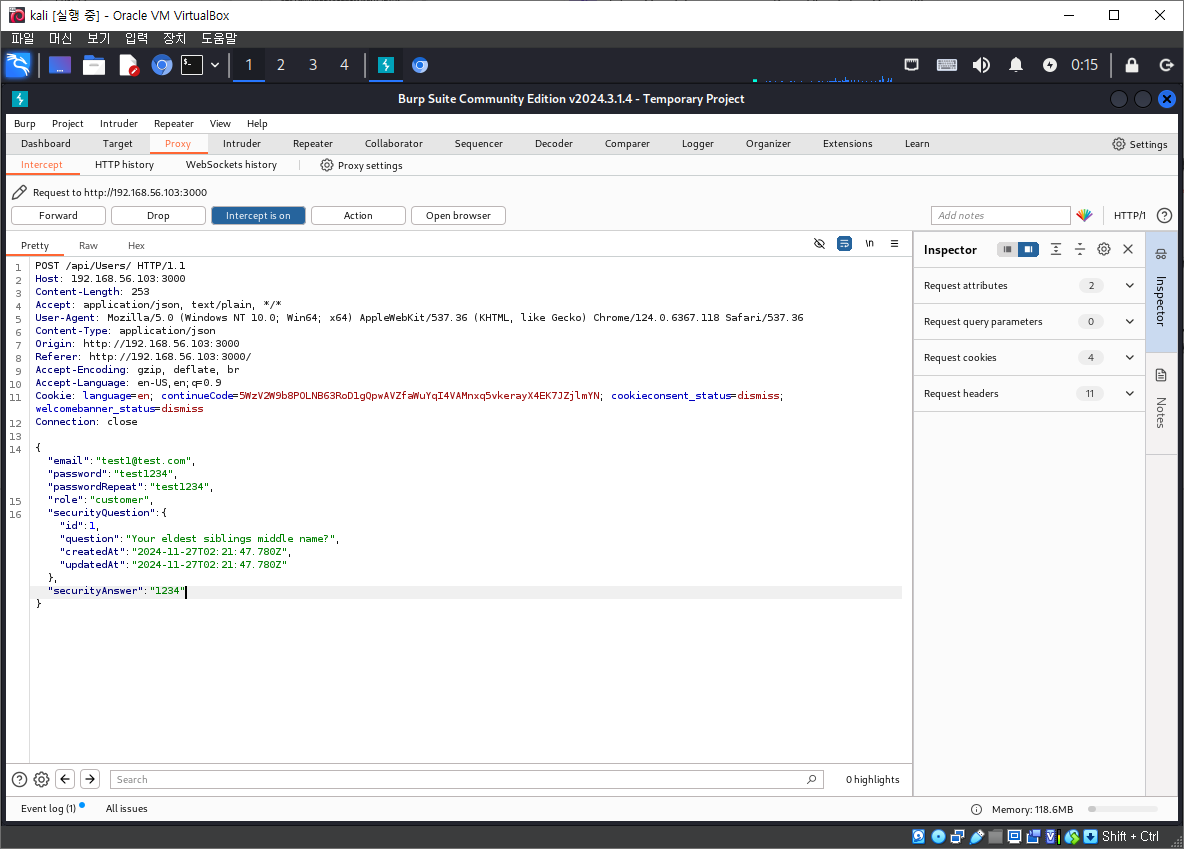 kali [실행 중] - Oracle VM VirtualBox
파일 머신 보기 입력 장치 도움말
1 2 3 4 0:15
Burp Suite Community Edition v2024.3.1.4 - Temporary Project
Burp Project Intruder Repeater View Help
Dashboard Target Proxy Intruder Repeater Collaborator Sequencer Decoder Comparer Logger Organizer Extensions Learn Settings
Intercept HTTP history WebSockets history Proxy settings
Request to http://192.168.56.103:3000
Forward Drop Intercept is on Action Open browser Add notes HTTP/1
Pretty Raw Hex \n
Inspector
1 POST /api/Users/ HTTP/1.1
2 Host: 192.168.56.103:3000
3 Content-Length: 253
4 Accept: application/json, text/plain, */*
5 User-Agent: Mozilla/5.0 (Windows NT 10.0; Win64; x64) AppleWebKit/537.36 (KHTML, like Gecko) Chrome/124.0.6367.118 Safari/537.36
6 Content-Type: application/json
7 Origin: http://192.168.56.103:3000
8 Referer: http://192.168.56.103:3000/
9 Accept-Encoding: gzip, deflate, br
10 Accept-Language: en-US,en;q=0.9
11 Cookie: language=en; continueCode=5WzV2W9b8POLNB63RoD1gQpwAVZfaWuYqI4VAMnxq5vkerayX4EK7JZjlmYN; cookieconsent_status=dismiss;
welcomebanner_status=dismiss
12 Connection: close
13
14 {
"email":"test1@test.com",
"password":"test1234",
"passwordRepeat":"test1234",
15 "role":"customer",
16 "securityQuestion":{
"id":1,
"question":"Your eldest siblings middle name?",
"createdAt":"2024-11-27T02:21:47.780Z",
"updatedAt":"2024-11-27T02:21:47.780Z"
},
"securityAnswer":"1234"
}
Request attributes 2
Request query parameters 0
Request cookies 4
Request headers 11
Inspector
Notes
Search 0 highlights
Event log (1) All issues Memory: 118.6MB
Shift + Ctrl